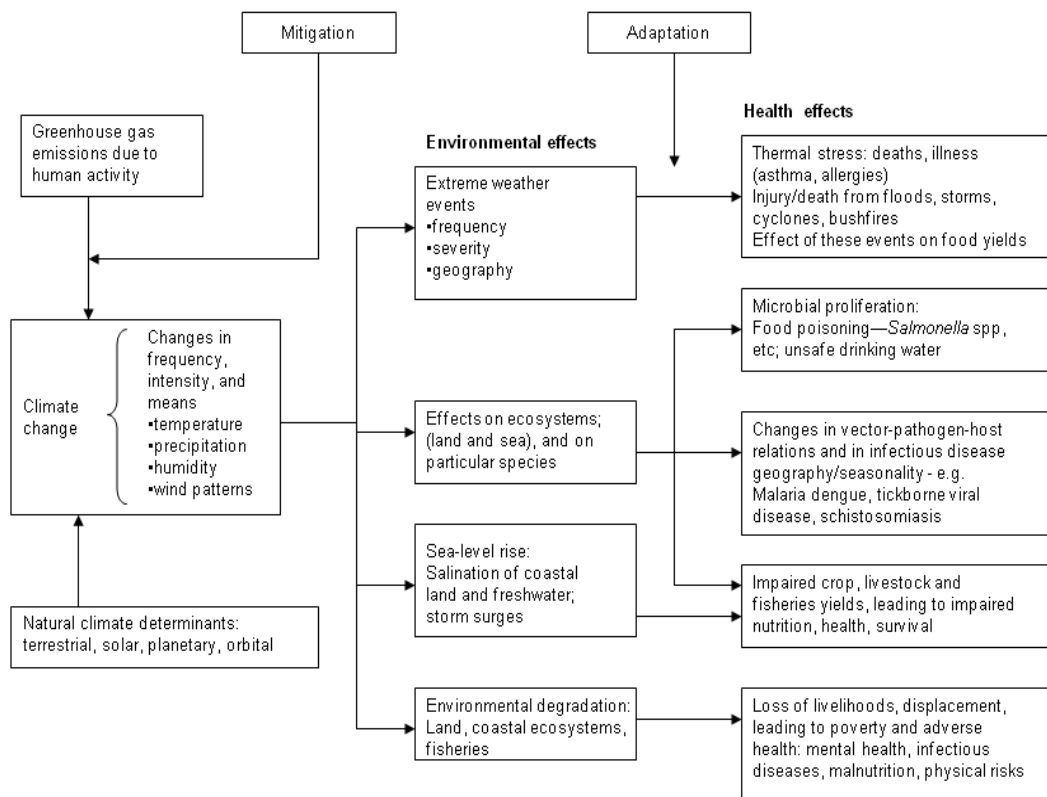 Mitigation
Adaptation
Greenhouse gas
emissions due to
human activity
Environmental effects
Health effects
Extreme weather
events
▪frequency
▪severity
▪geography
Thermal stress: deaths, illness
(asthma, allergies)
Injury/death from floods, storms,
cyclones, bushfires
Effect of these events on food yields
Climate
change
Changes in
frequency,
intensity, and
means
▪temperature
▪precipitation
▪humidity
▪wind patterns
Microbial proliferation:
Food poisoning—Salmonella spp,
etc; unsafe drinking water
Effects on ecosystems;
(land and sea), and on
particular species
Changes in vector-pathogen-host
relations and in infectious disease
geography/seasonality - e.g.
Malaria dengue, tickborne viral
disease, schistosomiasis
Sea-level rise:
Salination of coastal
land and freshwater;
storm surges
Impaired crop, livestock and
fisheries yields, leading to impaired
nutrition, health, survival
Natural climate determinants:
terrestrial, solar, planetary, orbital
Environmental degradation:
Land, coastal ecosystems,
fisheries
Loss of livelihoods, displacement,
leading to poverty and adverse
health: mental health, infectious
diseases, malnutrition, physical risks